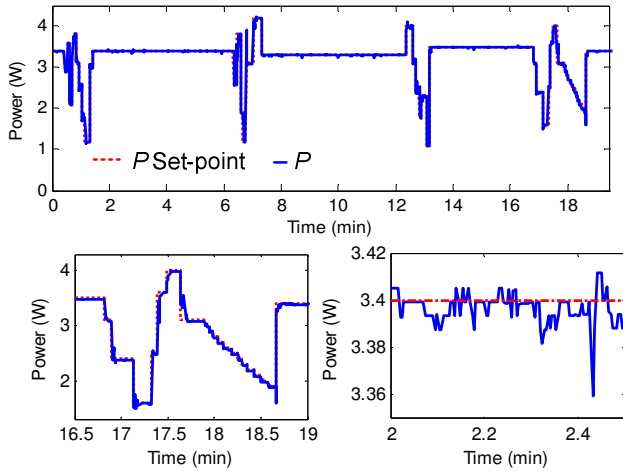 4
3
2
1
0
Power (W)
P Set-point P
0 2 4 6 8 10 12 14 16 18
Time (min)
4
3
2
Power (W)
16.5 17 17.5 18 18.5 19
Time (min)
3.42
3.40
3.38
3.36
Power (W)
2 2.2 2.4
Time (min)